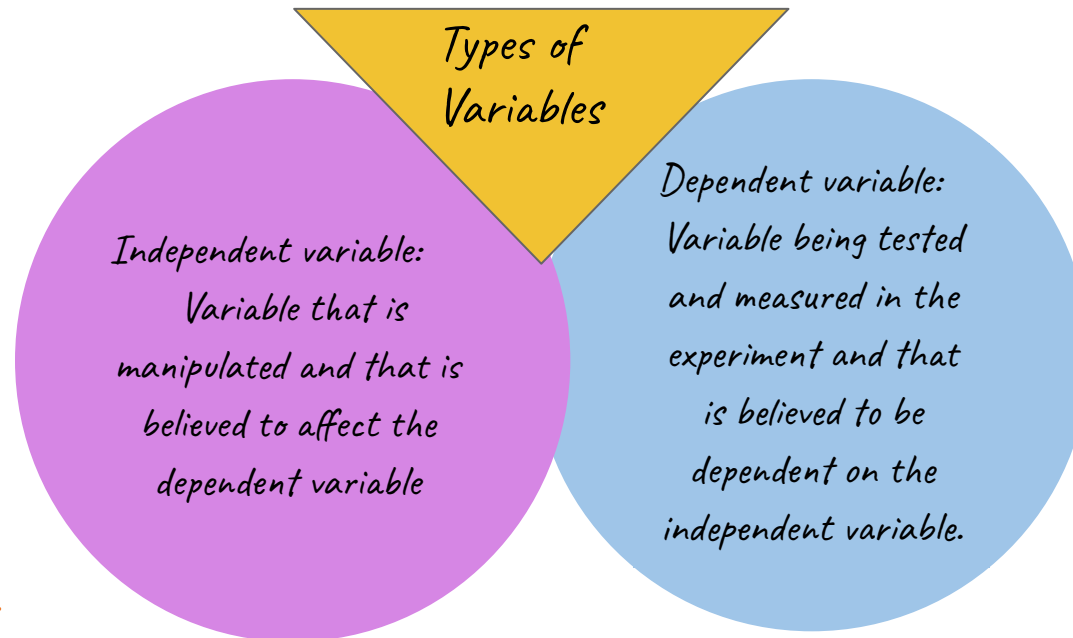 Types of
Variables
Independent variable:
Variable that is
manipulated and that is
believed to affect the
dependent variable
Dependent variable:
Variable being tested
and measured in the
experiment and that
is believed to be
dependent on the
independent variable.